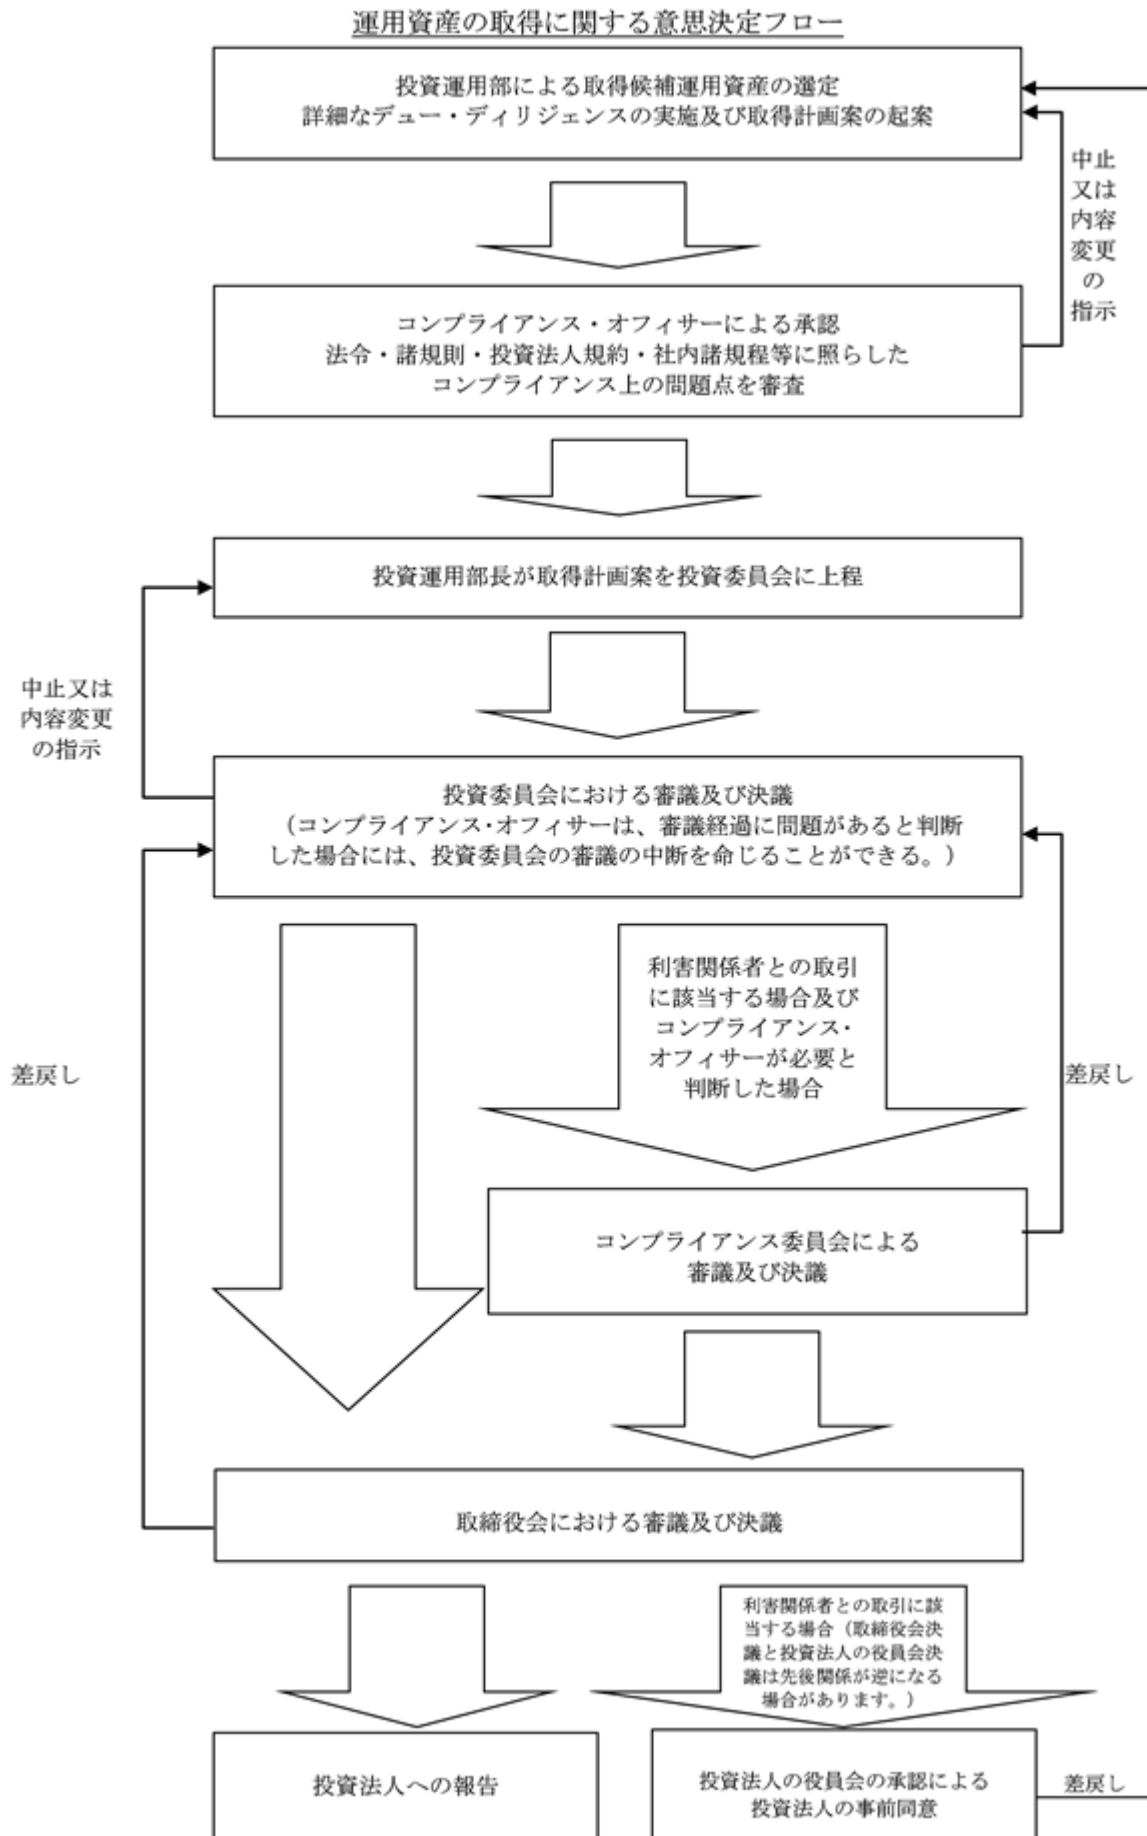 運用資産の取得に関する意思決定フロー
投資運用部による取得候補運用資産の選定
詳細なデュー・ディリジェンスの実施及び取得計画案の起案
中止
又は
内容
変更
の
指示
コンプライアンス・オフィサーによる承認
法令・諸規則・投資法人規約・社内諸規程等に照らした
コンプライアンス上の問題点を審査
投資運用部長が取得計画案を投資委員会に上程
中止又は
内容変更
の指示
投資委員会における審議及び決議
（コンプライアンス・オフィサーは、審議経過に問題があると判断
した場合には、投資委員会の審議の中断を命じることができる。）
利害関係者との取引
に該当する場合及び
コンプライアンス・
オフィサーが必要と
判断した場合
差戻し
差戻し
コンプライアンス委員会による
審議及び決議
取締役会における審議及び決議
利害関係者との取引に該
当する場合（取締役会決
議と投資法人の役員会決
議は先後関係が逆になる
場合があります。）
投資法人への報告
投資法人の役員会の承認による
投資法人の事前同意
差戻し